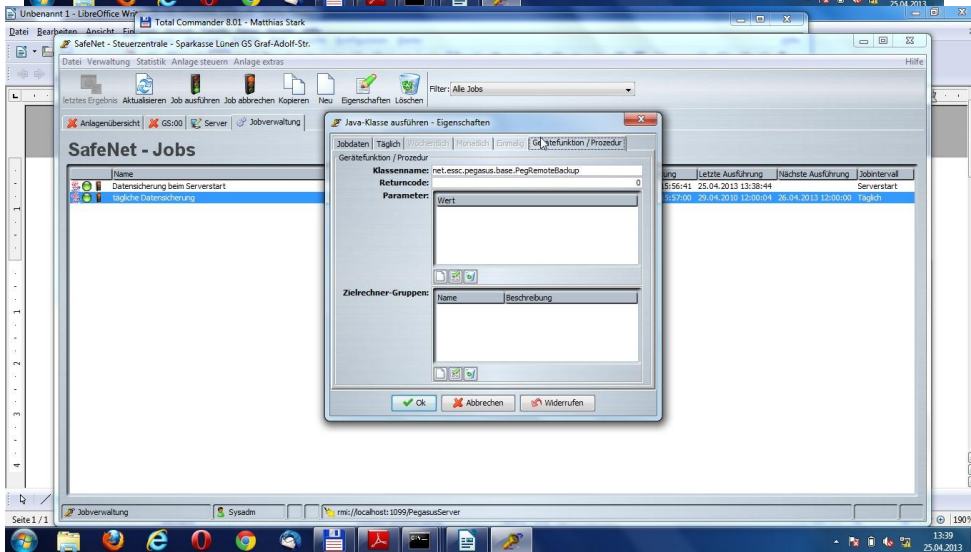 25.04.2013
Unbenannt 1 - LibreOffice Write
Total Commander 8.01 - Matthias Stark
Datei Bearbeiten Ansicht
SafeNet - Steuerzentrale - Sparkasse Lünen GS Graf-Adolf-Str.
Datei Verwaltung Statistik Anlage steuern Anlage extras
Hilfe
letztes Ergebnis Aktualisieren Job ausführen Job abbrechen Kopieren Neu Eigenschaften Löschen
Filter: Alle Jobs
Anlagenübersicht GS:00 Server Jobverwaltung
SafeNet - Jobs
Name
Letzte Ausführung Nächste Ausführung Jobintervall
Datensicherung beim Serverstart
5:56:41 25.04.2013 13:38:44 Serverstart
tägliche Datensicherung
5:57:00 29.04.2010 12:00:04 26.04.2013 12:00:00 Täglich
Java-Klasse ausführen - Eigenschaften
Jobdaten Täglich Wöchentlich Monatlich Einmalig Gerätefunktion / Prozedur
Gerätefunktion / Prozedur
Klassenname: net.essc.pegasus.base.PegRemoteBackup
Returncode: 0
Parameter:
Wert
Zielrechner-Gruppen:
Name Beschreibung
Ok Abbrechen Widerrufen
Jobverwaltung
Sysadm
rmi://localhost:1099/PegasusServer
Seite 1 / 1
190%
13:39
25.04.2013